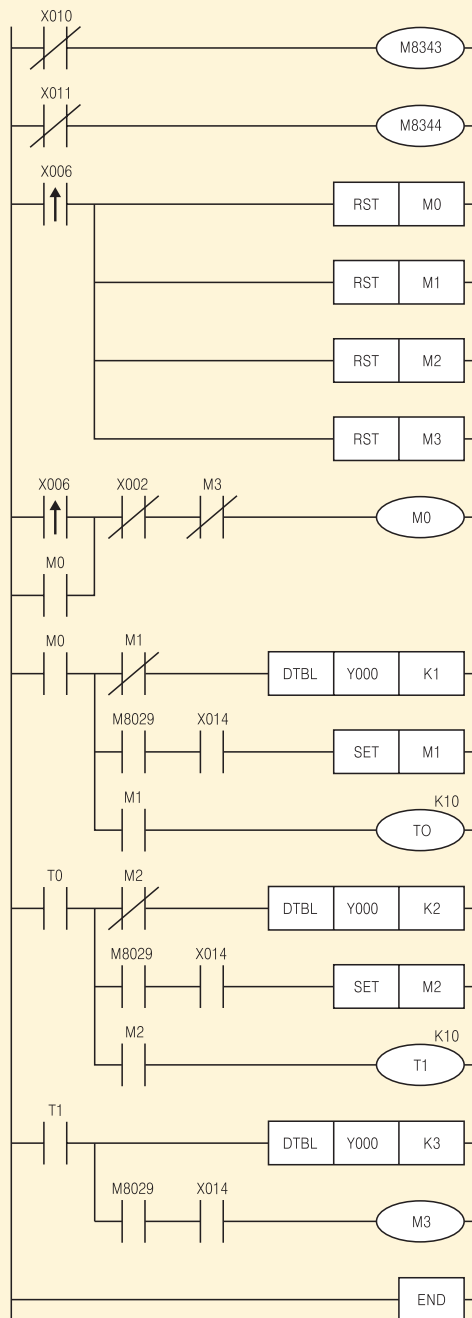 X010
M8343
X011
M8344
X006
RST M0
RST M1
RST M2
RST M3
X006 X002 M3
M0
M0
M0 M1
DTBL Y000 K1
M8029 X014
SET M1
M1 K10
TO
T0 M2
DTBL Y000 K2
M8029 X014
SET M2
M2 K10
T1
T1
DTBL Y000 K3
M8029 X014
M3
END